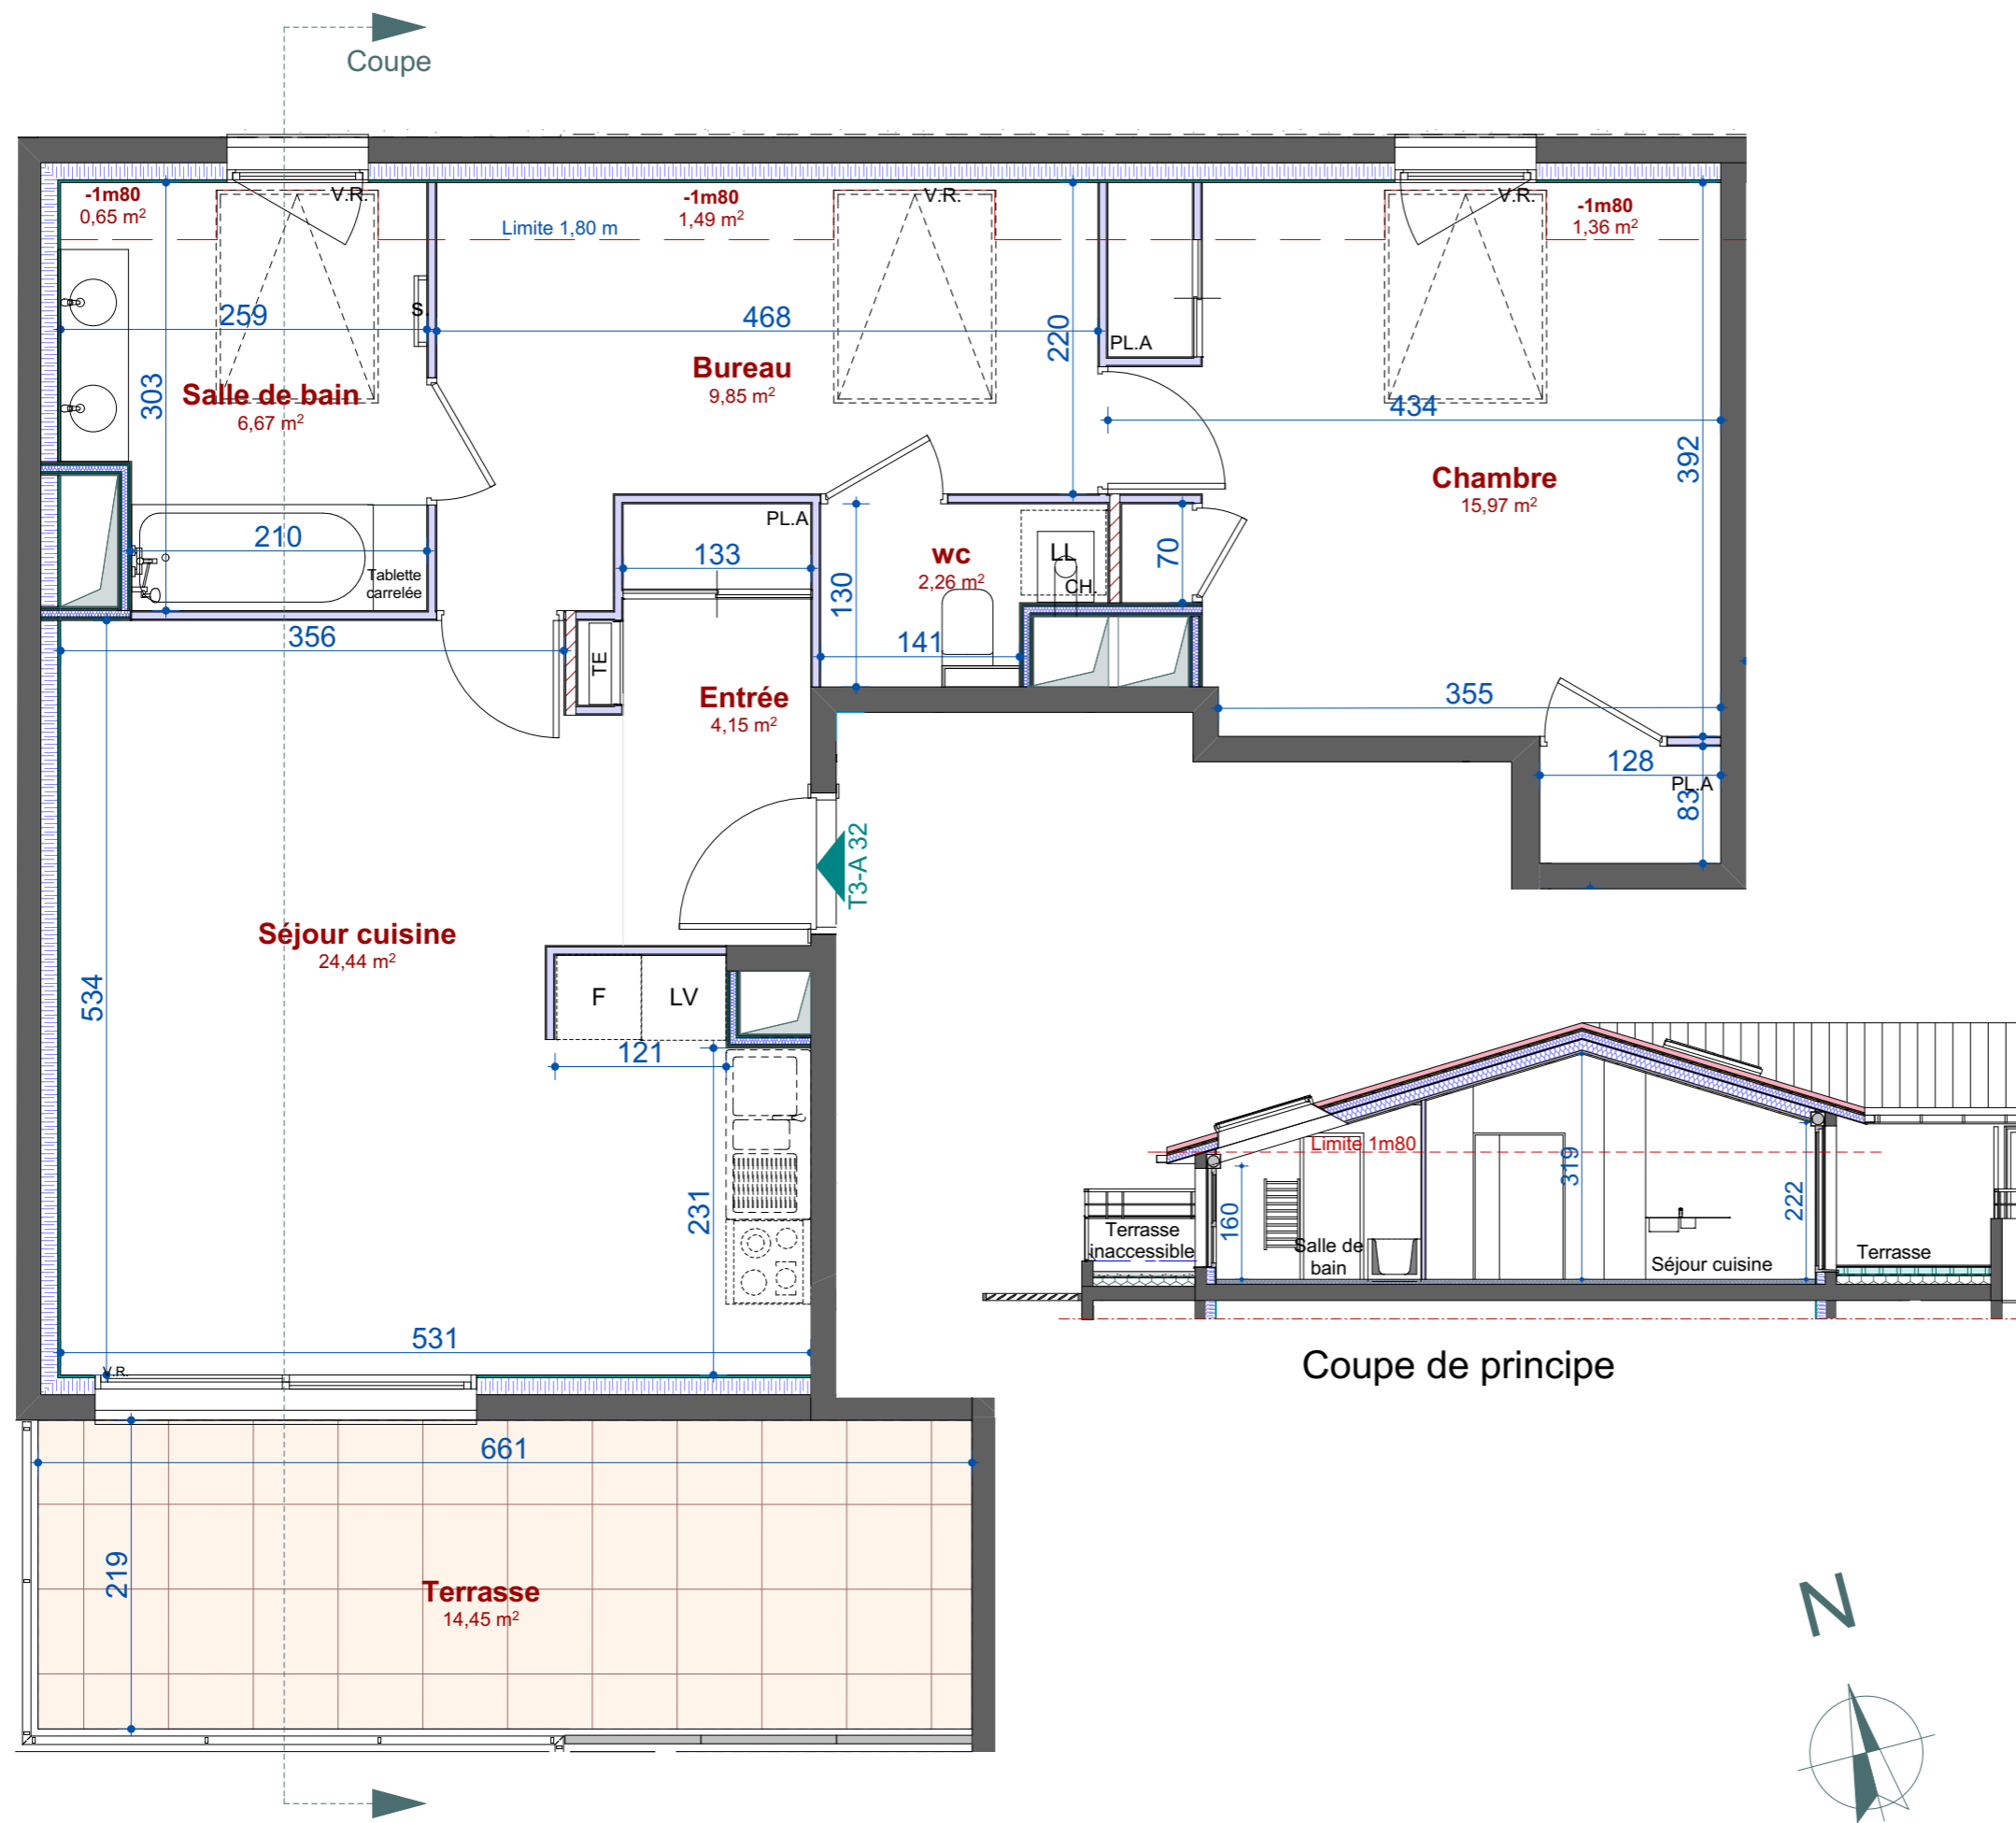 Coupe
-1m80
0,65 m²
V.R.
-1m80
1,49 m²
Limite 1,80 m
V.R.
V.R.
-1m80
1,36 m²
259
S.
468
220
PL.A
303
Salle de bain
6,67 m²
Bureau
9,85 m²
434
392
Chambre
15,97 m²
210
Tablette
carrelée
PL.A
133
wc
2,26 m²
LL
CH.
70
130
141
356
TE
Entrée
4,15 m²
355
128
PL.A
83
T3-A 32
Séjour cuisine
24,44 m²
534
F
LV
121
231
531
V.R.
661
219
Terrasse
14,45 m²
Limite 1m80
319
160
222
Terrasse
inaccessible
Salle de
bain
Séjour cuisine
Terrasse
Coupe de principe
N